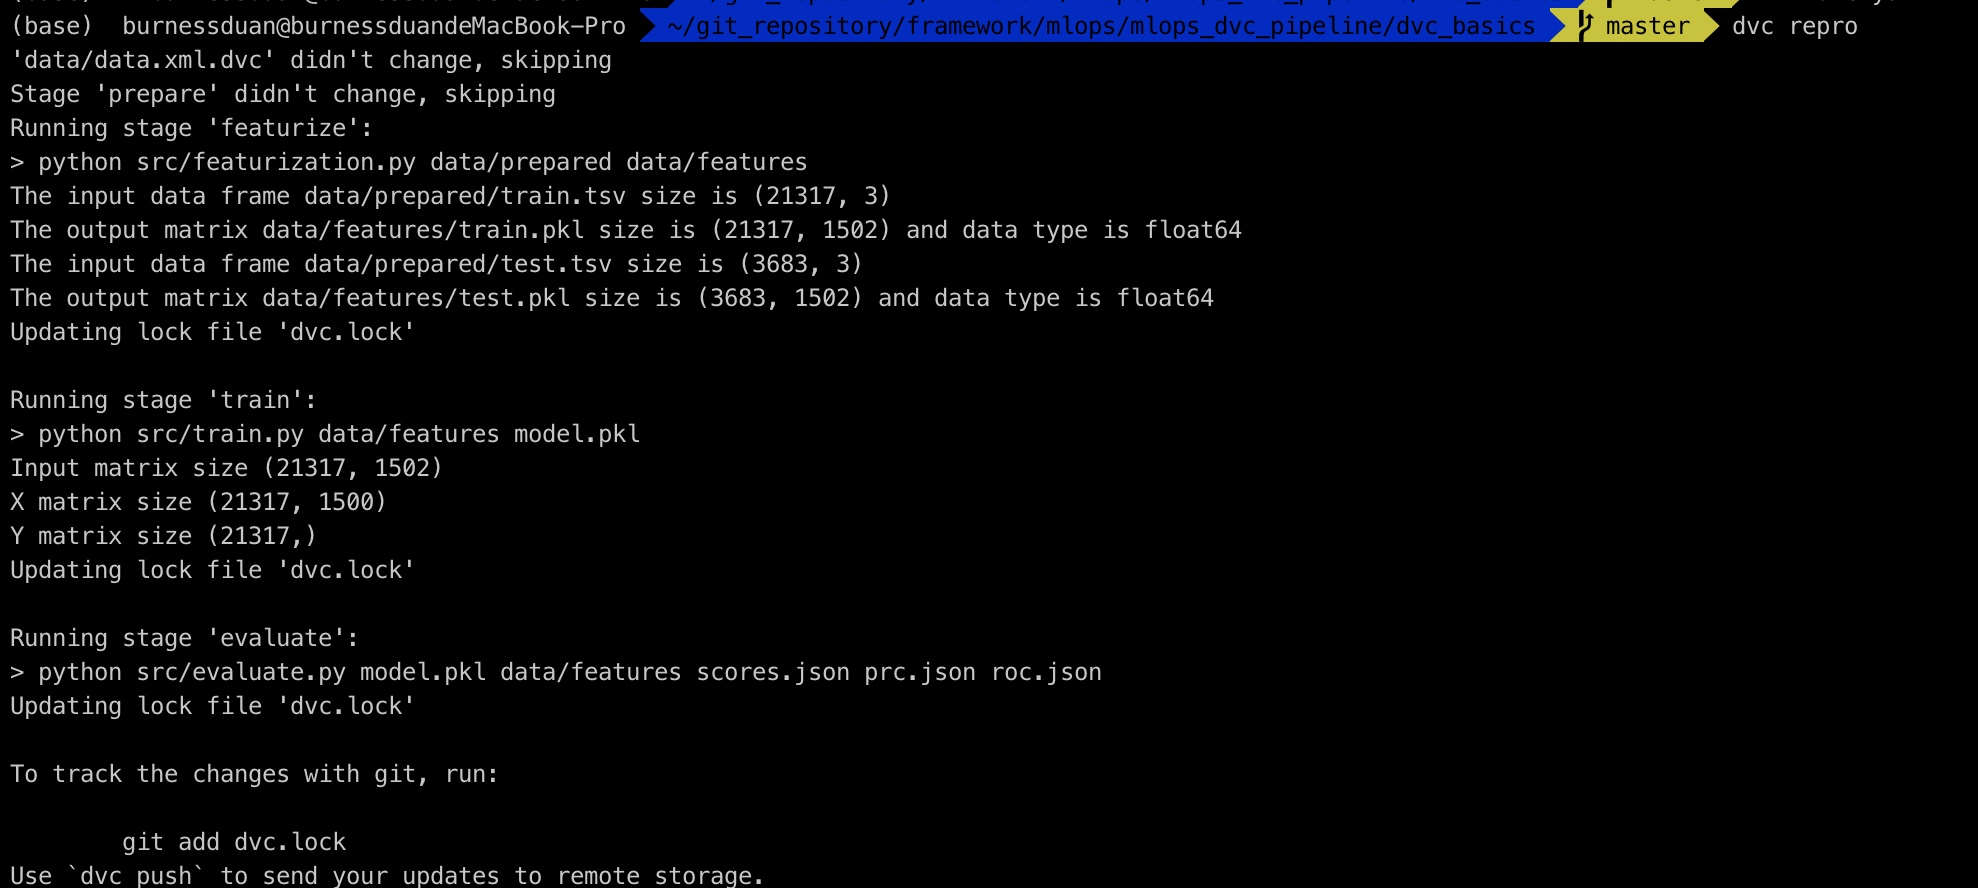 (base)  burnessduan@burnessduandeMacBook-Pro  ~/git_repository/framework/mlops/mlops_dvc_pipeline/dvc_basics  master  dvc repro
'data/data.xml.dvc' didn't change, skipping
Stage 'prepare' didn't change, skipping
Running stage 'featurize':
> python src/featurization.py data/prepared data/features
The input data frame data/prepared/train.tsv size is (21317, 3)
The output matrix data/features/train.pkl size is (21317, 1502) and data type is float64
The input data frame data/prepared/test.tsv size is (3683, 3)
The output matrix data/features/test.pkl size is (3683, 1502) and data type is float64
Updating lock file 'dvc.lock'
Running stage 'train':
> python src/train.py data/features model.pkl
Input matrix size (21317, 1502)
X matrix size (21317, 1500)
Y matrix size (21317,)
Updating lock file 'dvc.lock'
Running stage 'evaluate':
> python src/evaluate.py model.pkl data/features scores.json prc.json roc.json
Updating lock file 'dvc.lock'
To track the changes with git, run:
git add dvc.lock
Use `dvc push` to send your updates to remote storage.